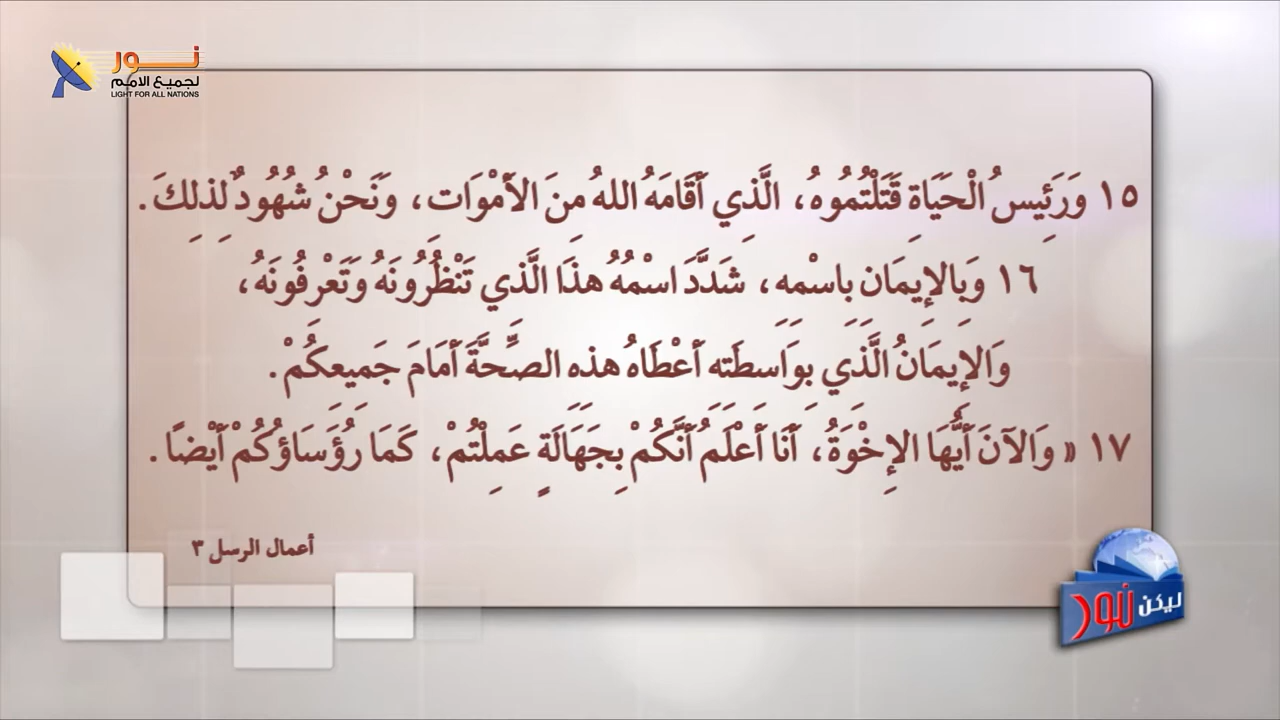 نور
لجميع الامم
LIGHT FOR ALL NATIONS
١٥ وَرَئِيسُ الْحَيَاةِ قَتَلْتُمُوهُ، الَّذِي أَقَامَهُ اللهُ مِنَ الأَمْوَاتِ، وَنَحْنُ شُهُودٌ لِذلِكَ.
١٦ وَبِالإِيمَانِ بِاسْمِهِ، شَدَّدَ اسْمُهُ هذَا الَّذِي تَنْظُرُونَهُ وَتَعْرِفُونَهُ،
وَالإِيمَانُ الَّذِي بِوَاسِطَتِهِ أَعْطَاهُ هذِهِ الصِّحَّةَ أَمَامَ جَمِيعِكُمْ.
١٧ « وَالآنَ أَيُّهَا الإِخْوَةُ، أَنَا أَعْلَمُ أَنَّكُمْ بِجَهَالَةٍ عَمِلْتُمْ، كَمَا رُؤَسَاؤُكُمْ أَيْضًا.
أعمال الرسل ٣
ليكن نور